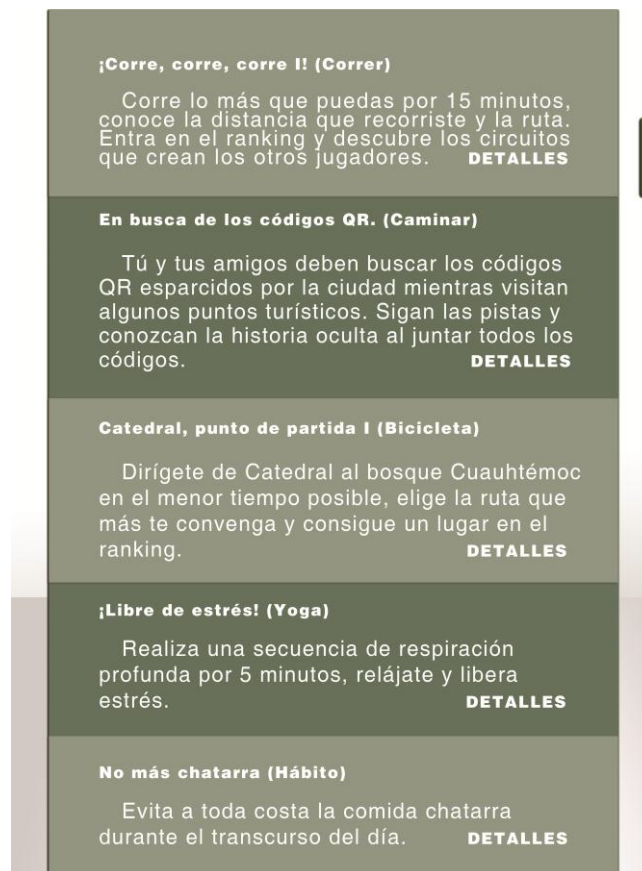 ¡Corre, corre, corre I! (Correr)
Corre lo más que puedas por 15 minutos,
conoce la distancia que recorriste y la ruta.
Entra en el ranking y descubre los circuitos
que crean los otros jugadores. DETALLES
En busca de los códigos QR. (Caminar)
Tú y tus amigos deben buscar los códigos
QR esparcidos por la ciudad mientras visitan
algunos puntos turísticos. Sigan las pistas y
conozcan la historia oculta al juntar todos los
códigos. DETALLES
Catedral, punto de partida I (Bicicleta)
Dirígete de Catedral al bosque Cuauhtémoc
en el menor tiempo posible, elige la ruta que
más te convenga y consigue un lugar en el
ranking. DETALLES
¡Libre de estrés! (Yoga)
Realiza una secuencia de respiración
profunda por 5 minutos, relájate y libera
estrés. DETALLES
No más chatarra (Hábito)
Evita a toda costa la comida chatarra
durante el transcurso del día. DETALLES